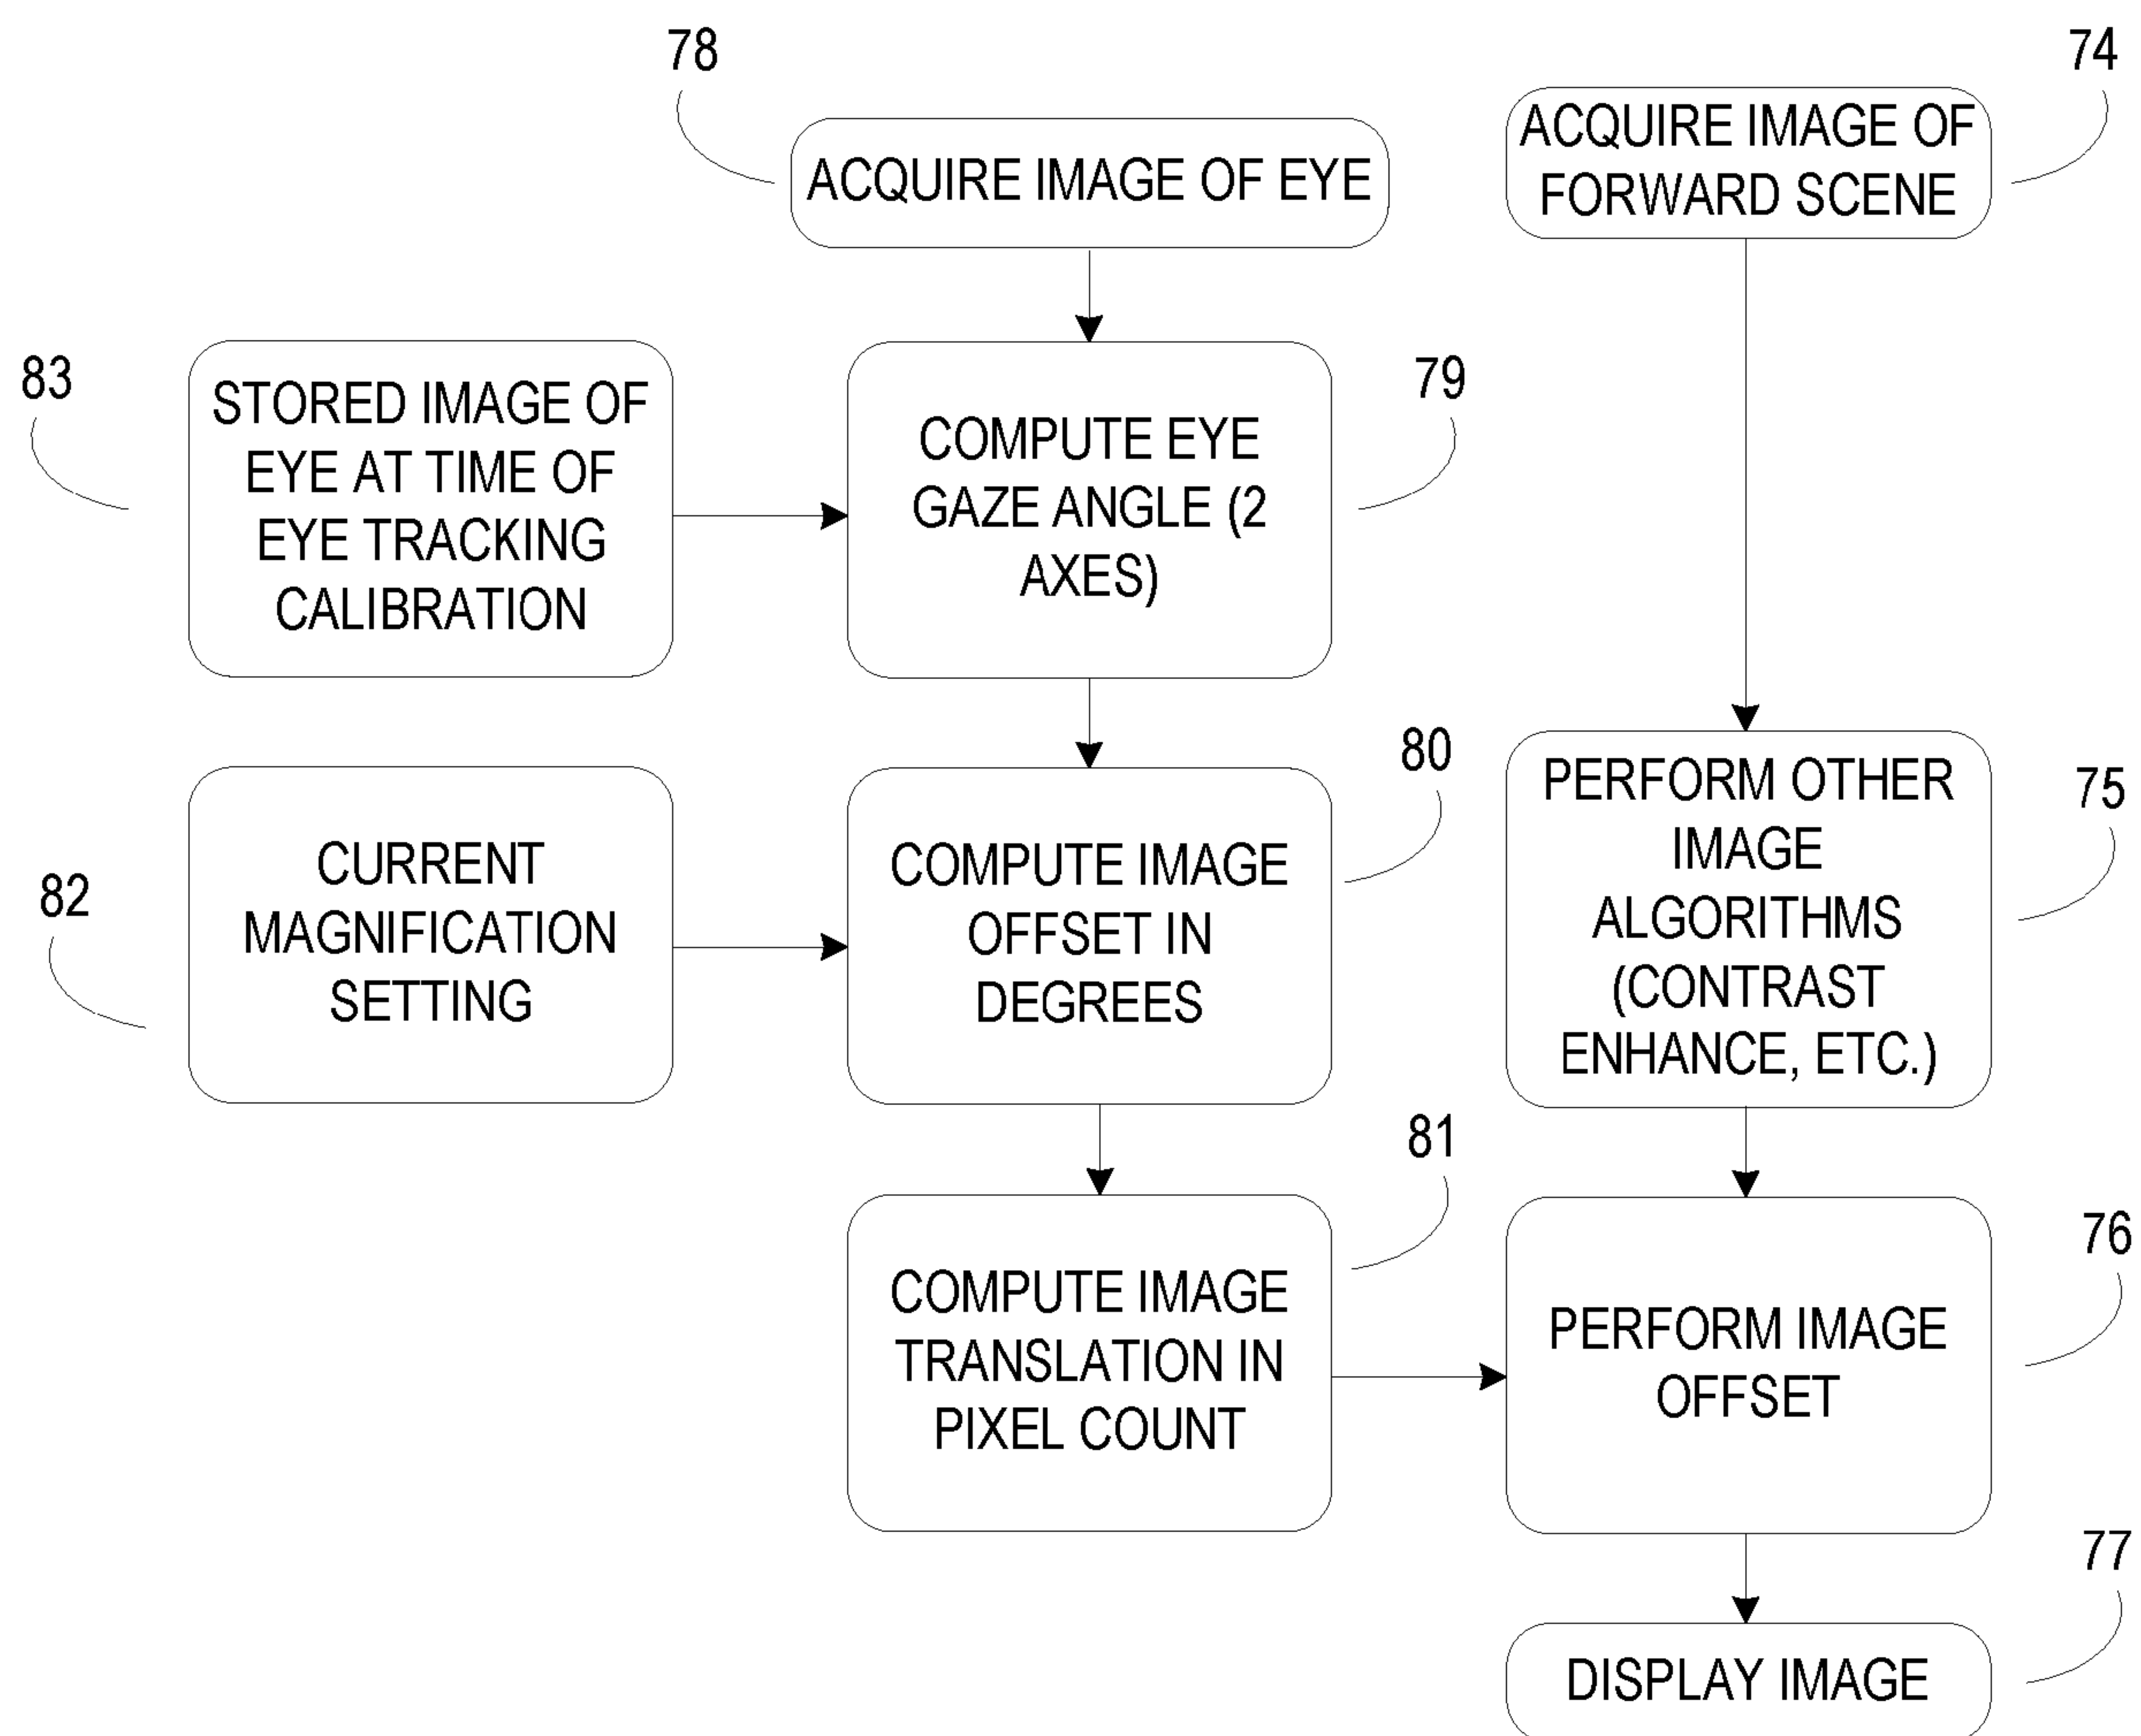 78
ACQUIRE IMAGE OF EYE
74
ACQUIRE IMAGE OF
FORWARD SCENE
83
STORED IMAGE OF
EYE AT TIME OF
EYE TRACKING
CALIBRATION
79
COMPUTE EYE
GAZE ANGLE (2
AXES)
82
CURRENT
MAGNIFICATION
SETTING
80
COMPUTE IMAGE
OFFSET IN
DEGREES
75
PERFORM OTHER
IMAGE
ALGORITHMS
(CONTRAST
ENHANCE, ETC.)
81
COMPUTE IMAGE
TRANSLATION IN
PIXEL COUNT
76
PERFORM IMAGE
OFFSET
77
DISPLAY IMAGE